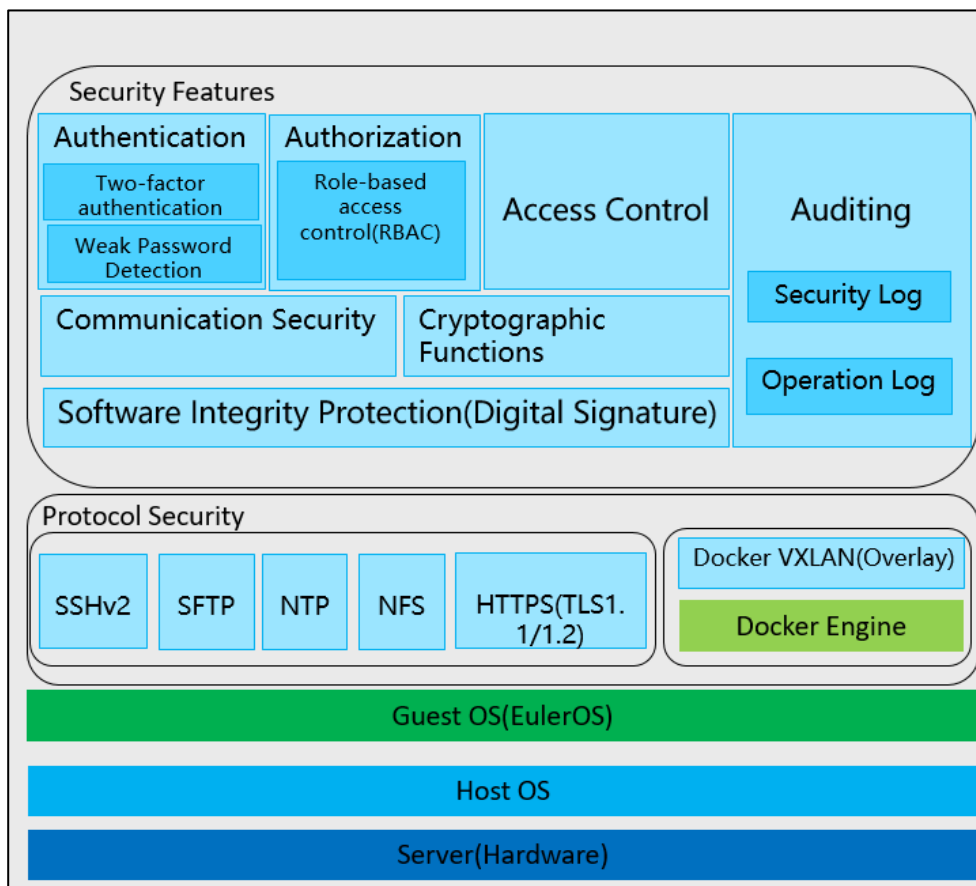 Security Features
Authentication
Two-factor
authentication
Weak Password
Detection
Authorization
Role-based
access
control(RBAC)
Access Control
Auditing
Security Log
Operation Log
Communication Security
Cryptographic
Functions
Software Integrity Protection(Digital Signature)
Protocol Security
SSHv2
SFTP
NTP
NFS
HTTPS(TLS1.
1/1.2)
Docker VXLAN(Overlay)
Docker Engine
Guest OS(EulerOS)
Host OS
Server(Hardware)